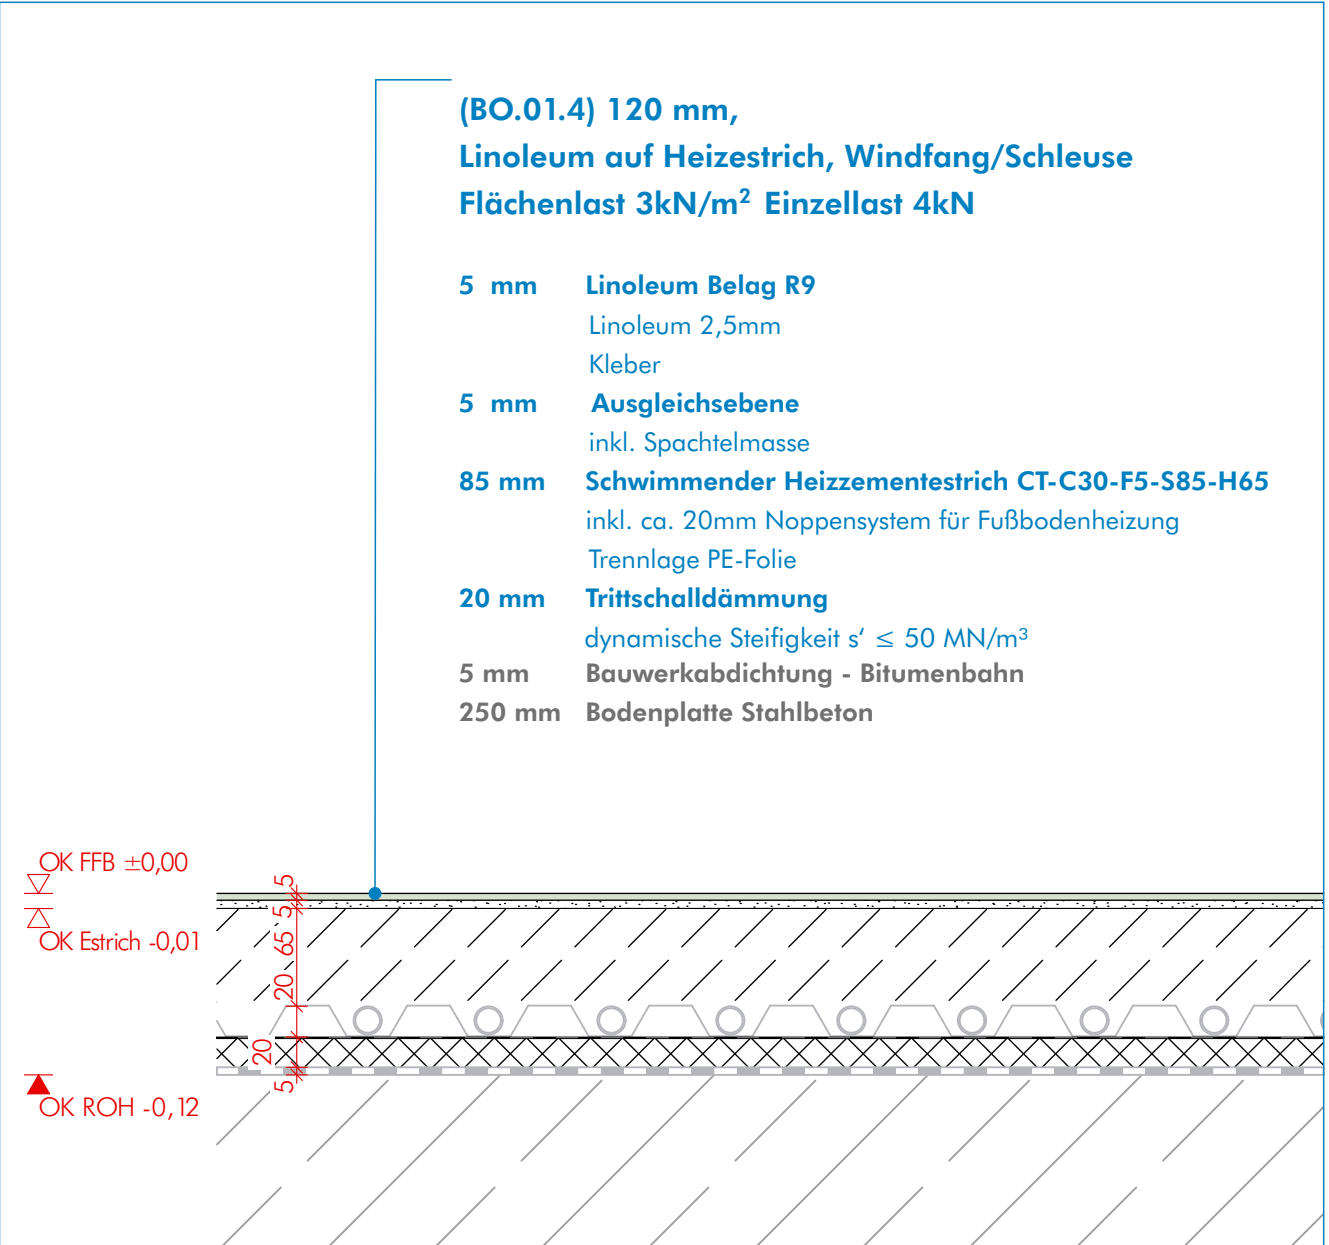 (BO.01.4) 120 mm,
Linoleum auf Heizestrich, Windfang/Schleuse
Flächenlast 3kN/m² Einzellast 4kN
5 mm Linoleum Belag R9
Linoleum 2,5mm
Kleber
5 mm Ausgleichsebene
inkl. Spachtelmasse
85 mm Schwimmender Heizzementestrich CT-C30-F5-S85-H65
inkl. ca. 20mm Noppensystem für Fußbodenheizung
Trennlage PE-Folie
20 mm Trittschalldämmung
dynamische Steifigkeit s‘ ≤ 50 MN/m³
5 mm Bauwerkabdichtung - Bitumenbahn
250 mm Bodenplatte Stahlbeton
OK FFB ±0,00
5
5
OK Estrich -0,01
65
20
20
5
OK ROH -0,12